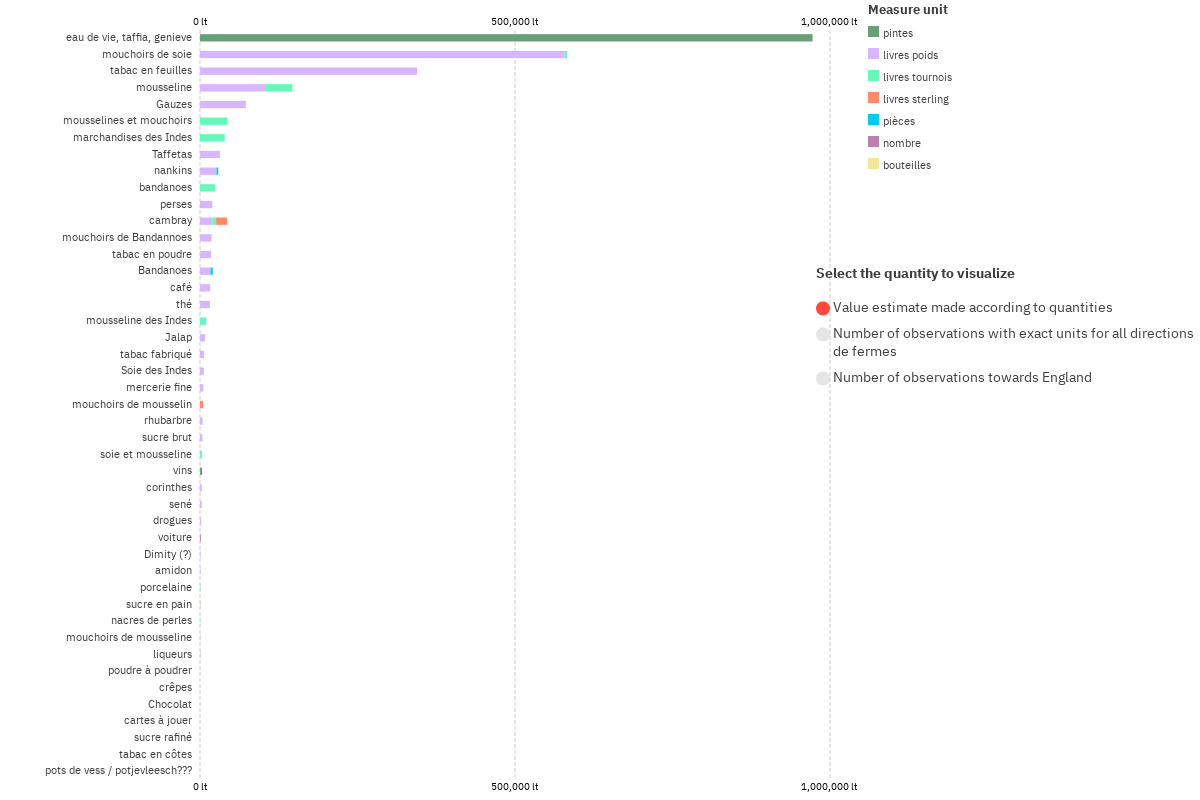 0 lt
500,000 lt
1,000,000 lt
eau de vie, taffia, genieve
mouchoirs de soie
tabac en feuilles
mousseline
Gauzes
mousselines et mouchoirs
marchandises des Indes
Taffetas
nankins
bandanoes
perses
cambray
mouchoirs de Bandannoes
tabac en poudre
Bandanoes
café
thé
mousseline des Indes
Jalap
tabac fabriqué
Soie des Indes
mercerie fine
mouchoirs de mousselin
rhubarbre
sucre brut
soie et mousseline
vins
corinthes
sené
drogues
voiture
Dimity (?)
amidon
porcelaine
sucre en pain
nacres de perles
mouchoirs de mousseline
liqueurs
poudre à poudrer
crêpes
Chocolat
cartes à jouer
sucre rafiné
tabac en côtes
pots de vess / potjevleesch???
0 lt
500,000 lt
1,000,000 lt
Measure unit
pintes
livres poids
livres tournois
livres sterling
pièces
nombre
bouteilles
Select the quantity to visualize
Value estimate made according to quantities
Number of observations with exact units for all directions
de fermes
Number of observations towards England